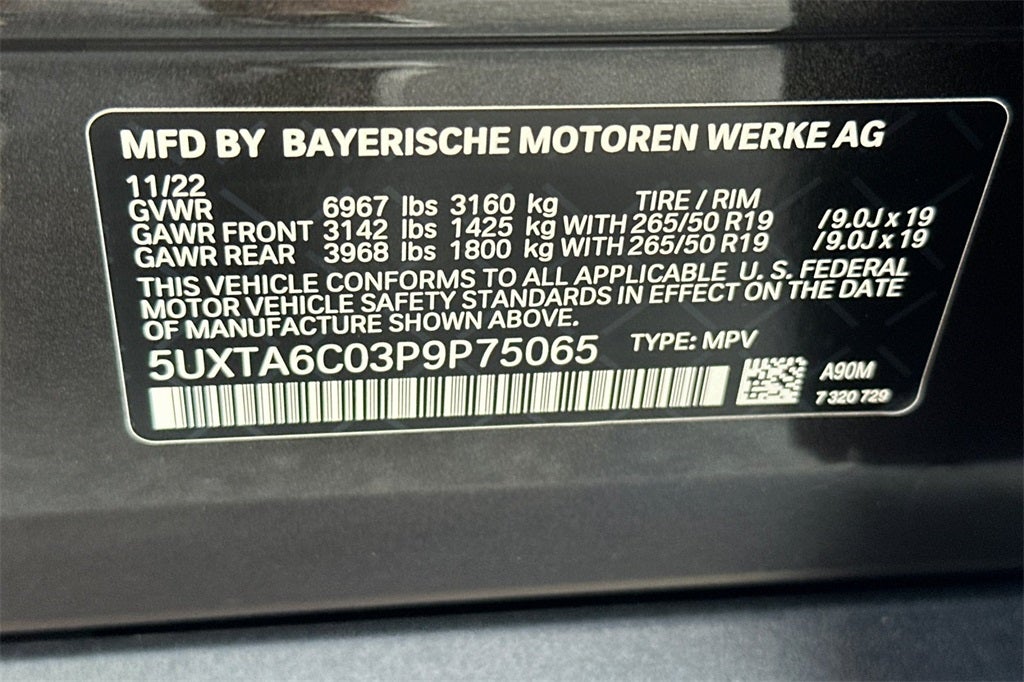 MFD BY BAYERISCHE MOTOREN WERKE AG
11/22 TIRE / RIM
GVWR 6967 lbs 3160 kg
GAWR FRONT 3142 lbs 1425 kg WITH 265/50 R19 /9.0J x 19
GAWR REAR 3968 lbs 1800 kg WITH 265/50 R19 /9.0J x 19
THIS VEHICLE CONFORMS TO ALL APPLICABLE U. S. FEDERAL
MOTOR VEHICLE SAFETY STANDARDS IN EFFECT ON THE DATE
OF MANUFACTURE SHOWN ABOVE.
5UXTA6C03P9P75065 TYPE: MPV
A90M
7 320 729